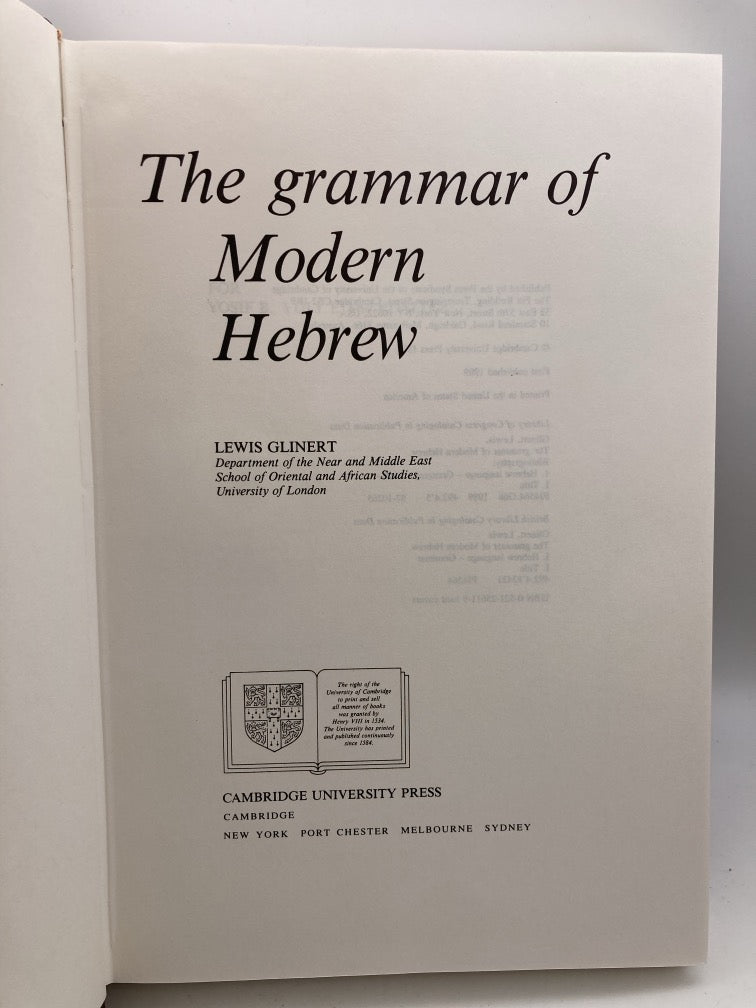 The grammar of
Modern
Hebrew
LEWIS GLINERT
Department of the Near and Middle East
School of Oriental and African Studies,
University of London
The right of the
University of Cambridge
to print and sell
all manner of books
was granted by
Henry VIII in 1534.
The University has printed
and published continuously
since 1584.
CAMBRIDGE UNIVERSITY PRESS
CAMBRIDGE
NEW YORK PORT CHESTER MELBOURNE SYDNEY